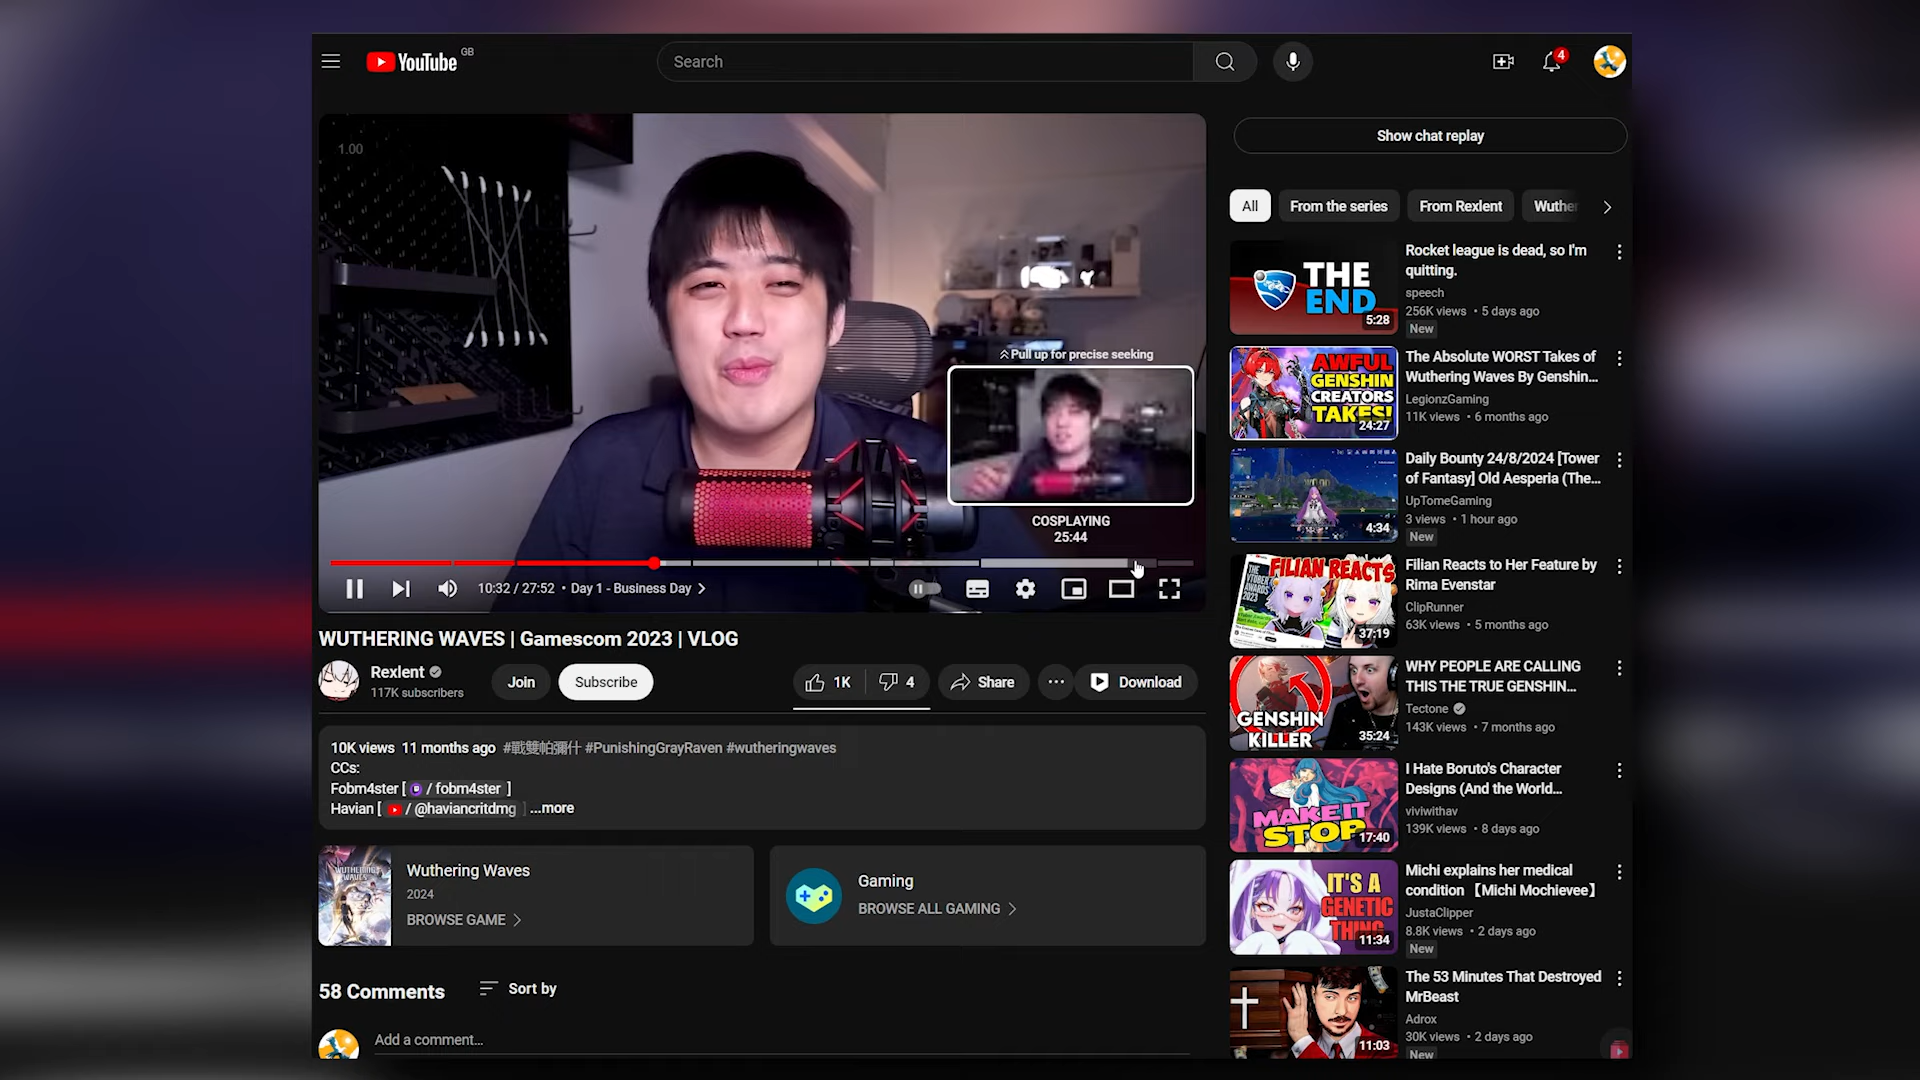 YouTube GB
Search
4
1.00
Pull up for precise seeking
COSPLAYING
25:44
10:32 / 27:52 • Day 1 - Business Day
WUTHERING WAVES | Gamescom 2023 | VLOG
Rexlent
117K subscribers
Join
Subscribe
1K
4
Share
Download
10K views 11 months ago #戰雙帕彌什 #PunishingGrayRaven #wutheringwaves
CCs:
Fobm4ster [ / fobm4ster ]
Havian [ / @haviancritdmg ] ...more
WUTHERING WAVES
Wuthering Waves
2024
BROWSE GAME
Gaming
BROWSE ALL GAMING
58 Comments
Sort by
Add a comment...
Show chat replay
All
From the series
From Rexlent
Wuther
THE
END
5:28
Rocket league is dead, so I'm
quitting.
speech
256K views • 5 days ago
New
AWFUL
GENSHIN
CREATORS
TAKES!
24:27
The Absolute WORST Takes of
Wuthering Waves By Genshin...
LegionzGaming
11K views • 6 months ago
4:34
Daily Bounty 24/8/2024 [Tower
of Fantasy] Old Aesperia (The...
UpTomeGaming
3 views • 1 hour ago
New
FILIAN REACTS
37:19
Filian Reacts to Her Feature by
Rima Evenstar
ClipRunner
63K views • 5 months ago
GENSHIN
KILLER
35:24
WHY PEOPLE ARE CALLING
THIS THE TRUE GENSHIN...
Tectone
143K views • 7 months ago
MAKE IT
STOP
17:40
I Hate Boruto's Character
Designs (And the World...
viviwithav
139K views • 8 days ago
IT'S A
GENETIC
THING
11:34
Michi explains her medical
condition 【Michi Mochievee】
JustaClipper
8.8K views • 2 days ago
New
11:03
The 53 Minutes That Destroyed
MrBeast
Adrox
30K views • 2 days ago
New